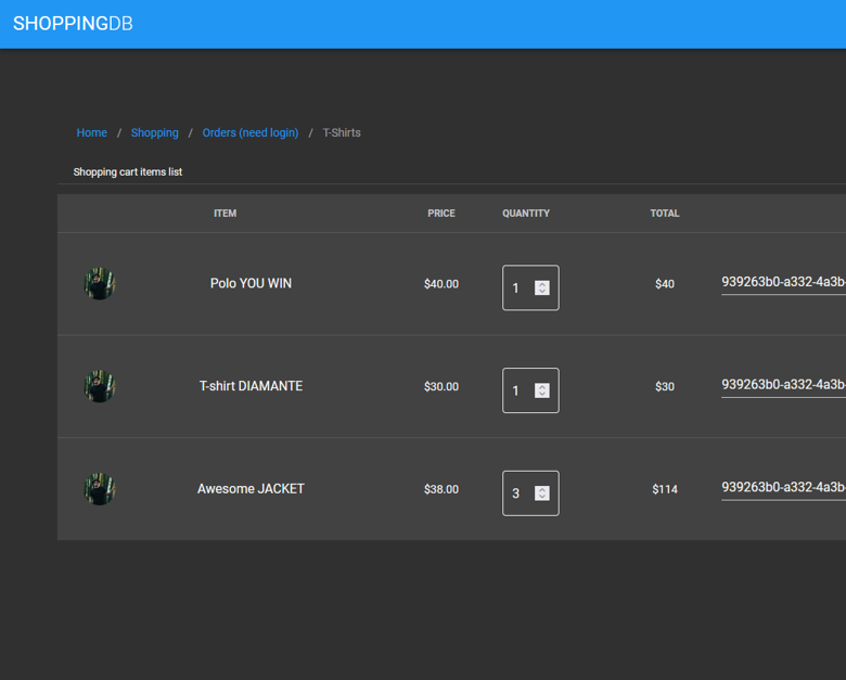 SHOPPINGDB
Home / Shopping / Orders (need login) / T-Shirts
Shopping cart items list
ITEM PRICE QUANTITY TOTAL
Polo YOU WIN $40.00 1 $40 939263b0-a332-4a3b-
T-shirt DIAMANTE $30.00 1 $30 939263b0-a332-4a3b-
Awesome JACKET $38.00 3 $114 939263b0-a332-4a3b-